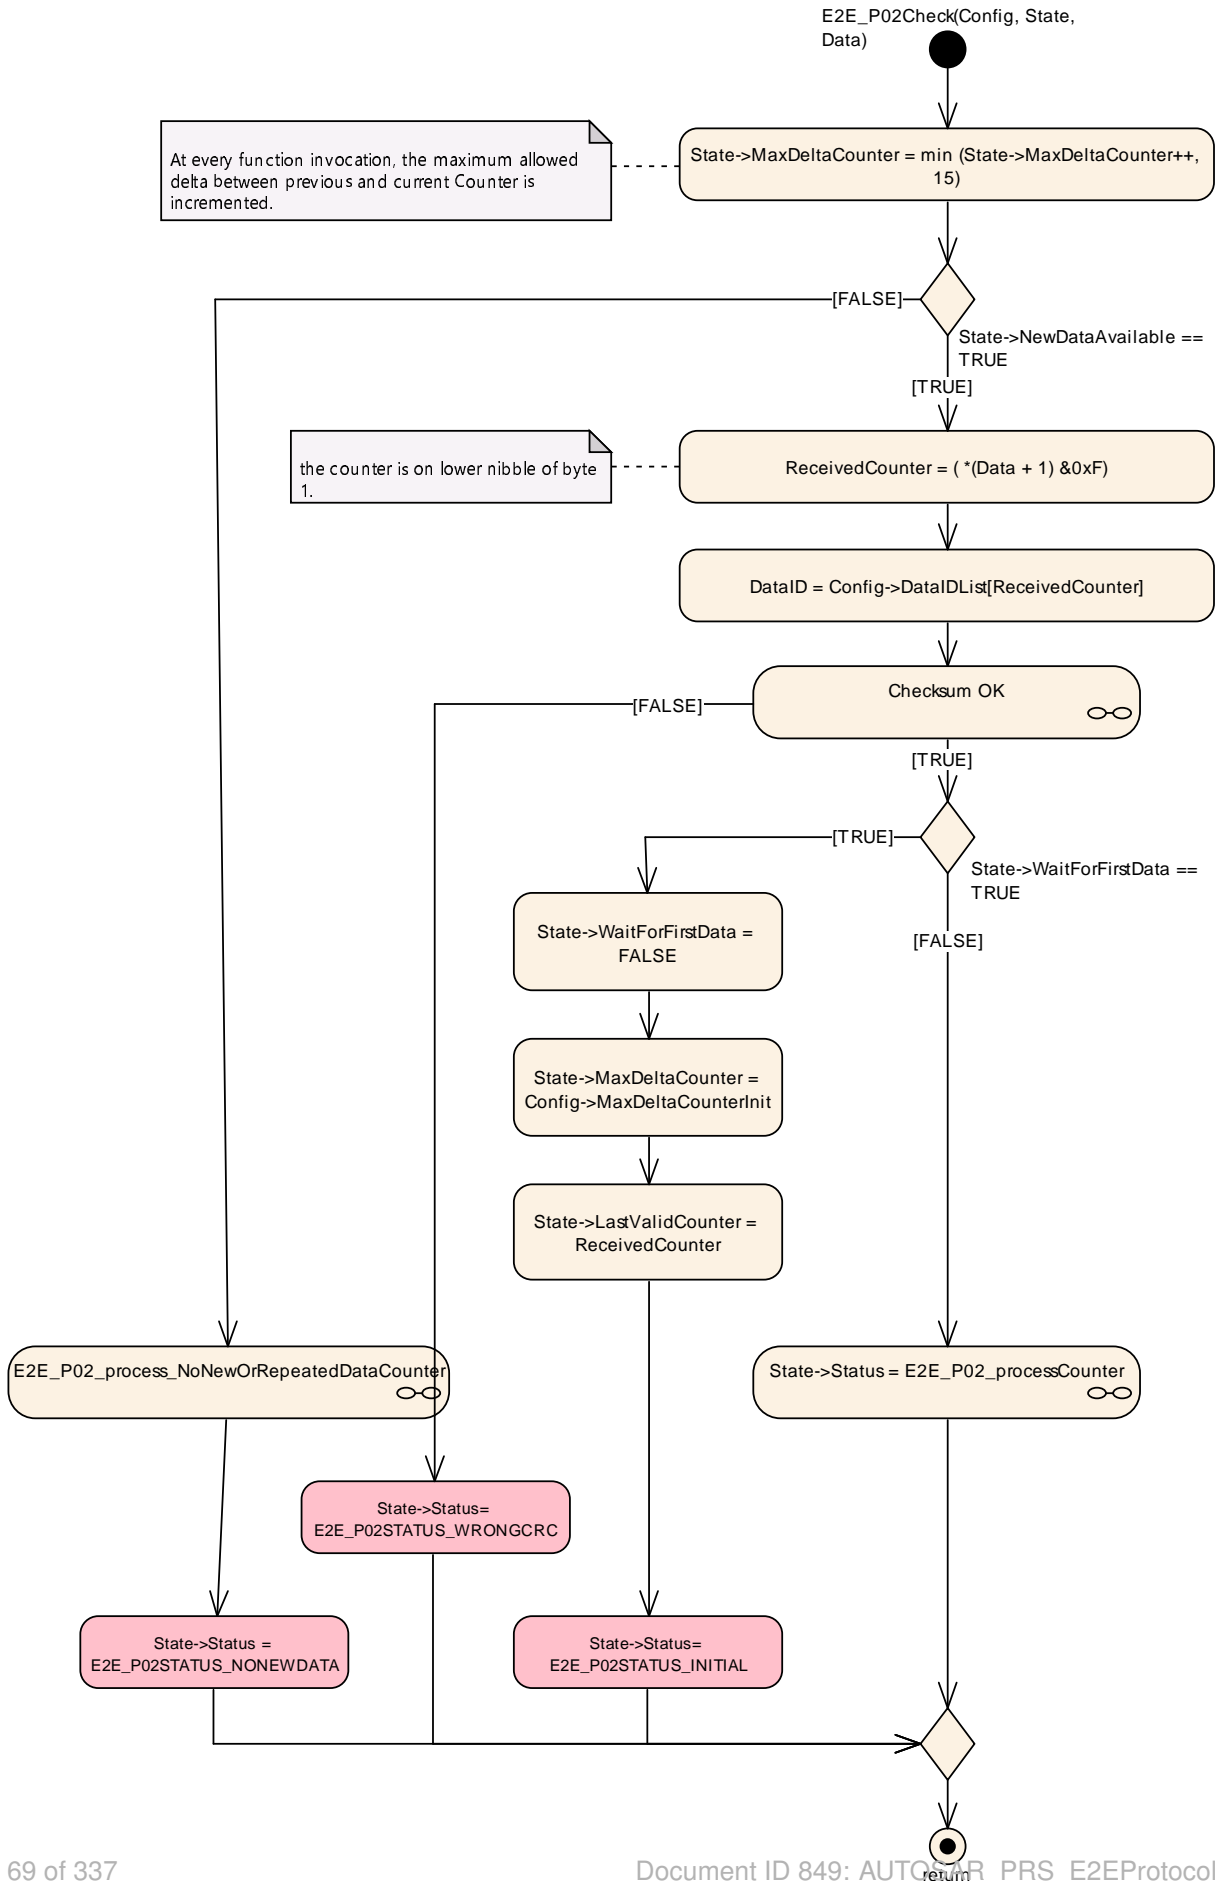 E2E_P02Check(Config, State,
Data)
At every function invocation, the maximum allowed
delta between previous and current Counter is
incremented.
State->MaxDeltaCounter = min (State->MaxDeltaCounter++,
15)
[FALSE]
State->NewDataAvailable ==
TRUE
[TRUE]
the counter is on lower nibble of byte
1.
ReceivedCounter = ( *(Data + 1) &0xF)
DataID = Config->DataIDList[ReceivedCounter]
Checksum OK
[FALSE]
[TRUE]
[TRUE]
State->WaitForFirstData ==
TRUE
State->WaitForFirstData =
FALSE
[FALSE]
State->MaxDeltaCounter =
Config->MaxDeltaCounterInit
State->LastValidCounter =
ReceivedCounter
E2E_P02_process_NoNewOrRepeatedDataCounter
State->Status = E2E_P02_processCounter
State->Status=
E2E_P02STATUS_WRONGCRC
State->Status =
E2E_P02STATUS_NONEWDATA
State->Status=
E2E_P02STATUS_INITIAL
return
69 of 337
Document ID 849: AUTOSAR_PRS_E2EProtocol